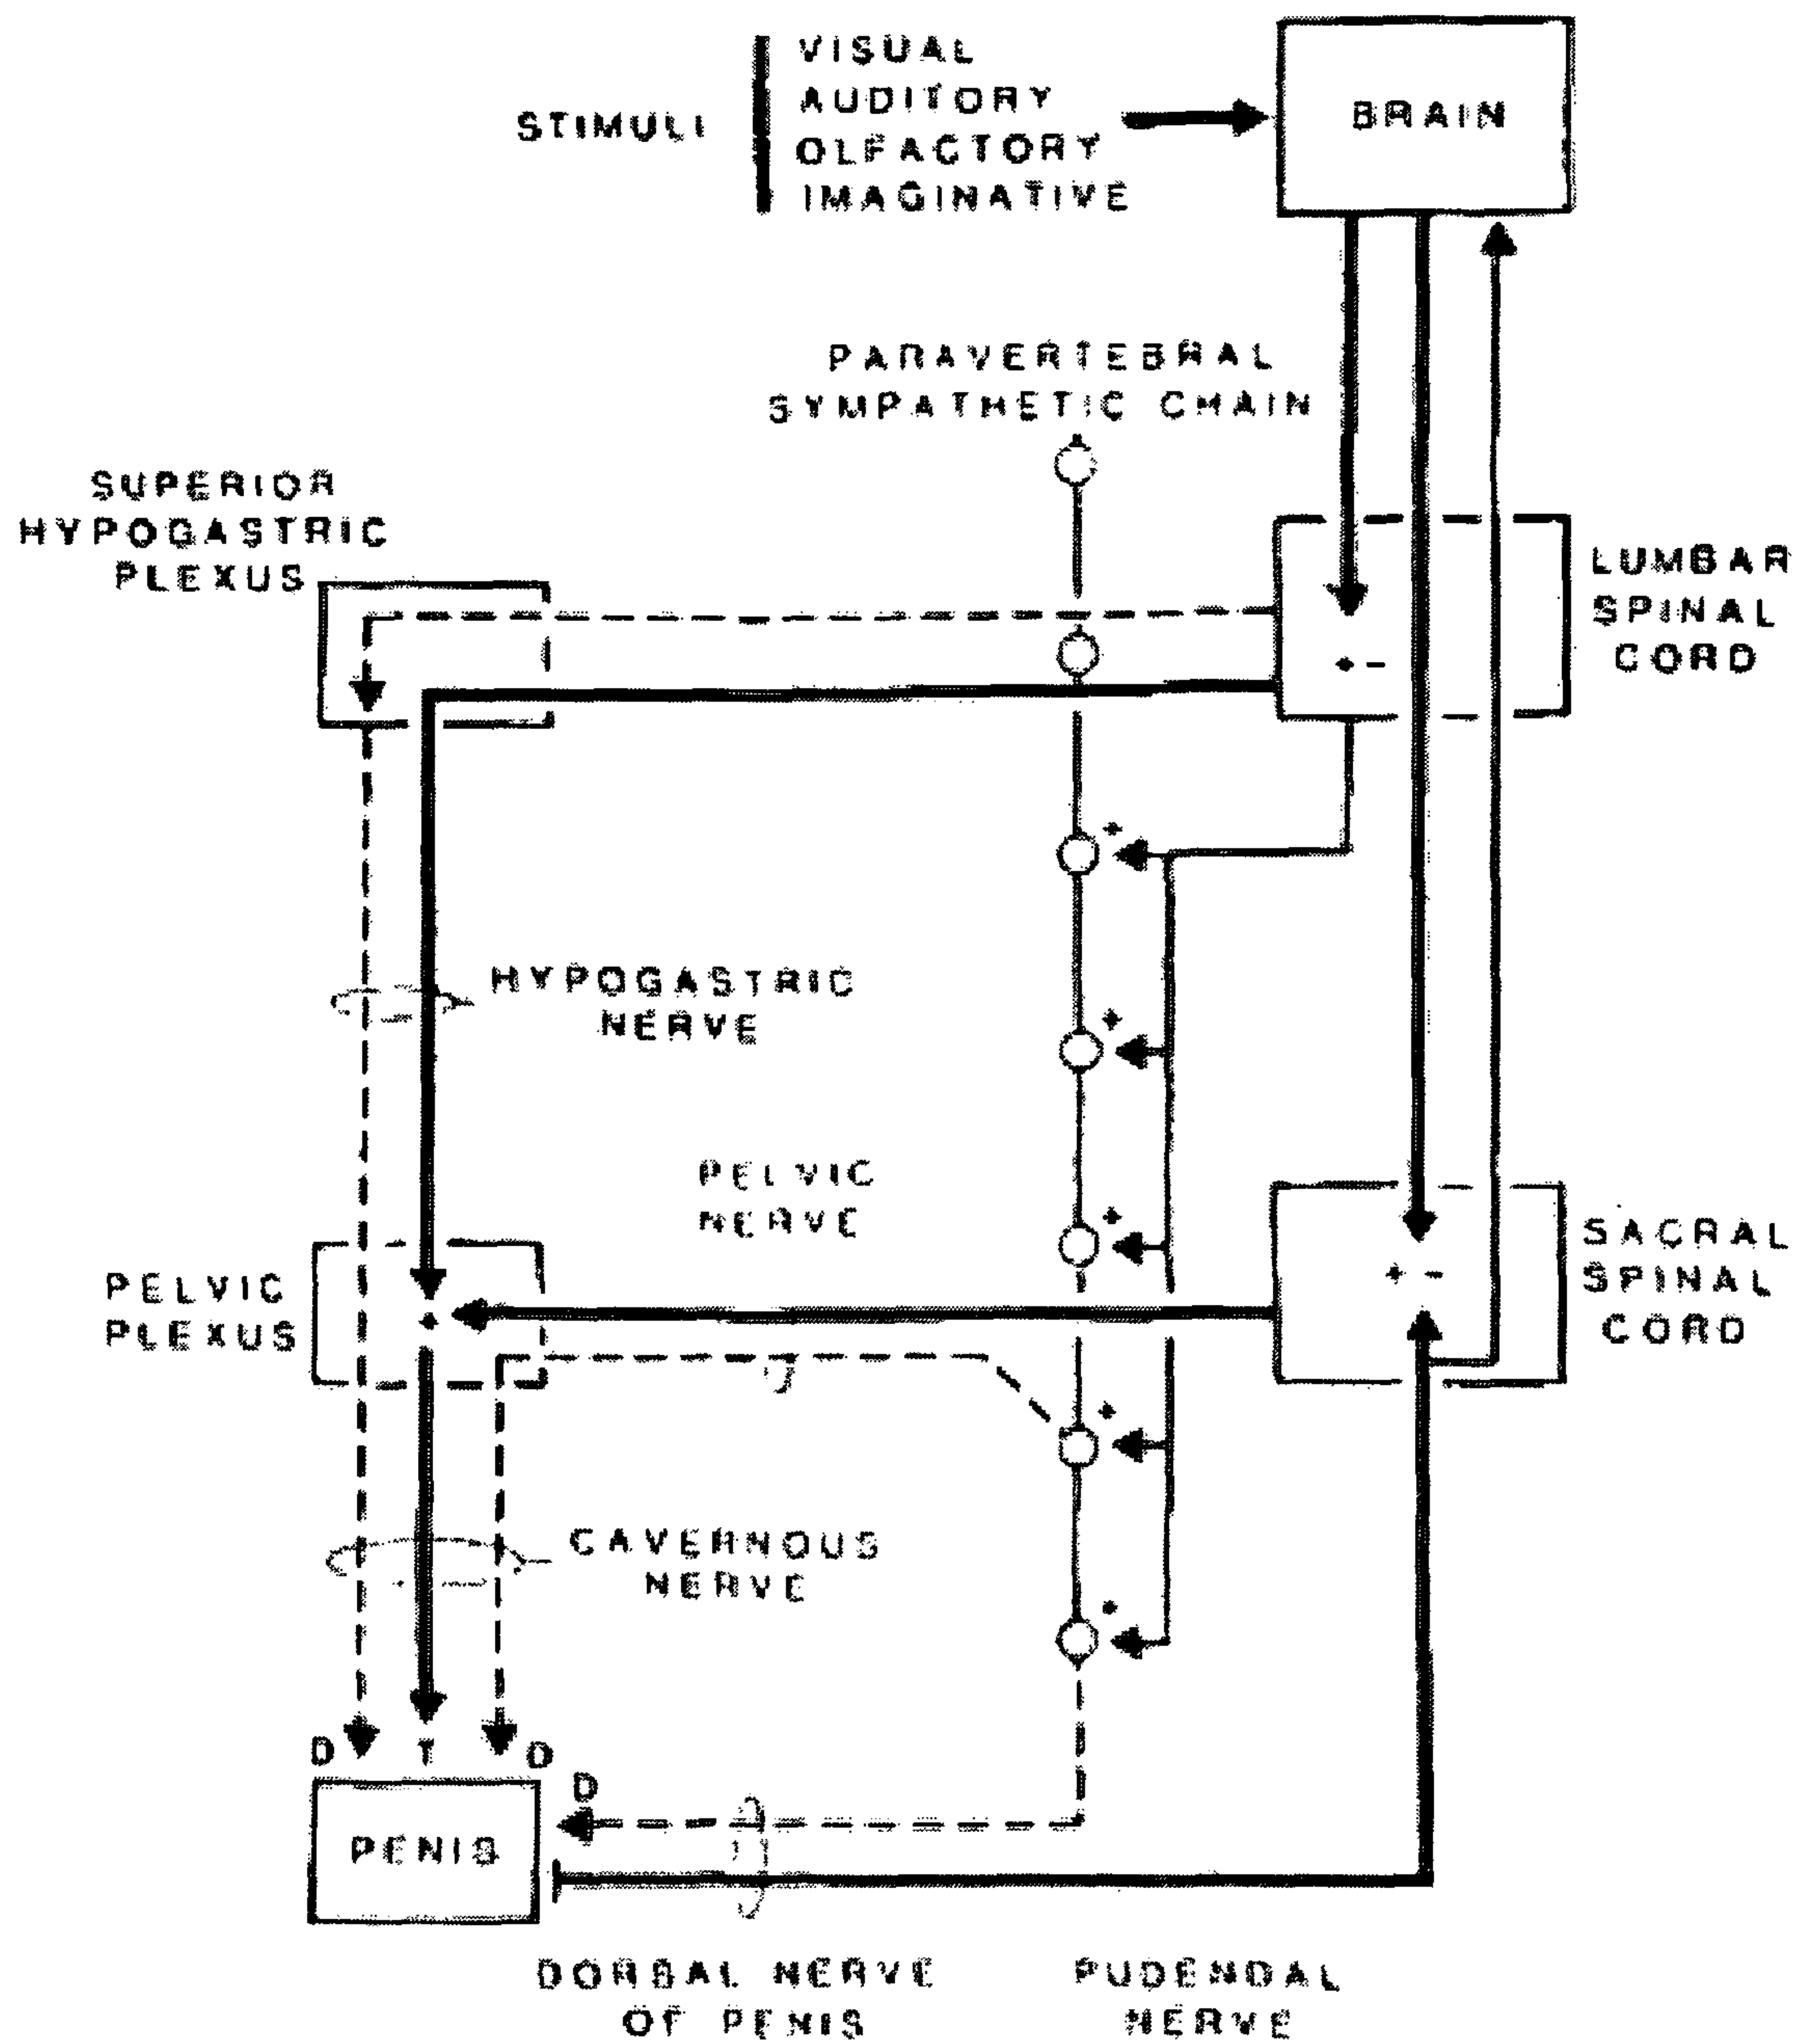 VISUAL
AUDITORY
STIMULI
OLFACTORY
IMAGINATIVE
BRAIN
PARAVERTEBRAL
SYMPATHETIC CHAIN
SUPERIOR
HYPOGASTRIC
PLEXUS
LUMBAR
SPINAL
CORD
+ -
+
HYPOGASTRIC
NERVE
+
PELVIC
NERVE
+
SACRAL
SPINAL
CORD
+ -
PELVIC
PLEXUS
+
+
CAVERNOUS
NERVE
+
D T D
D
PENIS
DORSAL NERVE
OF PENIS
PUDENDAL
NERVE